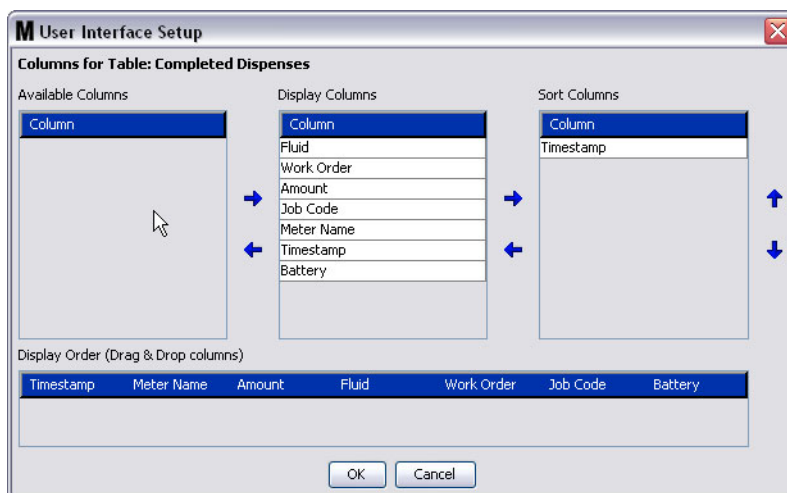 M User Interface Setup
Columns for Table: Completed Dispenses
Available Columns Display Columns Sort Columns
Column Column Column
Fluid Timestamp
Work Order
Amount
Job Code
Meter Name
Timestamp
Battery
Display Order (Drag & Drop columns)
Timestamp Meter Name Amount Fluid Work Order Job Code Battery
OK Cancel